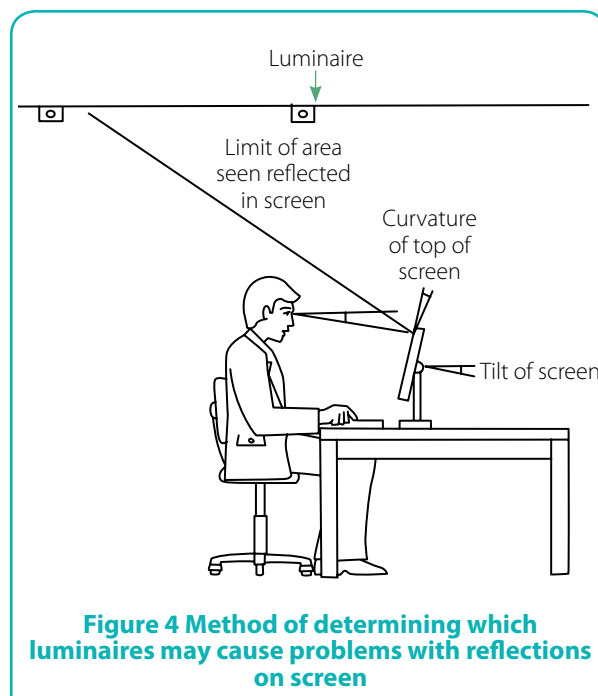 Luminaire
Limit of area
seen reflected
in screen
Curvature
of top of
screen
Tilt of screen
Figure 4 Method of determining which
luminaires may cause problems with reflections
on screen